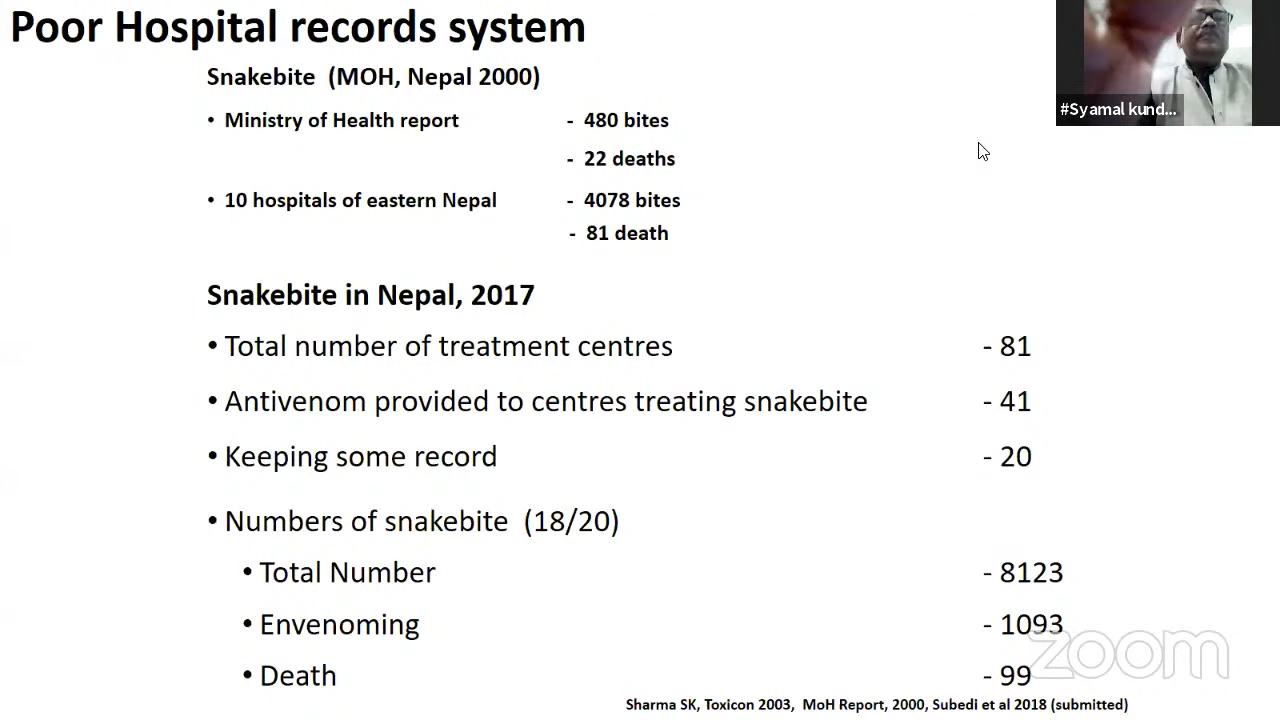 Poor Hospital records system
#Syamal kund...
Snakebite (MOH, Nepal 2000)
• Ministry of Health report - 480 bites
- 22 deaths
• 10 hospitals of eastern Nepal - 4078 bites
- 81 death
Snakebite in Nepal, 2017
• Total number of treatment centres - 81
• Antivenom provided to centres treating snakebite - 41
• Keeping some record - 20
• Numbers of snakebite (18/20)
• Total Number - 8123
• Envenoming - 1093
• Death - 99
zoom
Sharma SK, Toxicon 2003, MoH Report, 2000, Subedi et al 2018 (submitted)